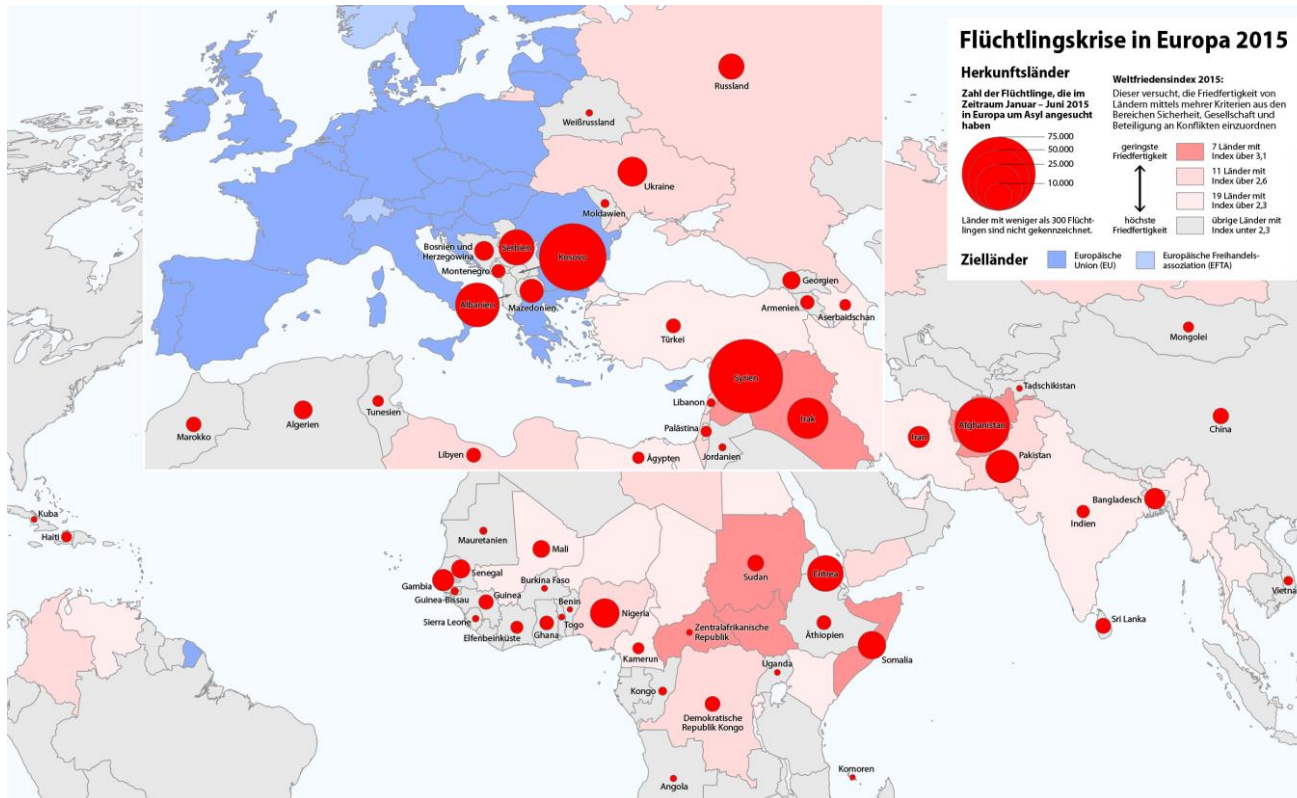 Flüchtlingskrise in Europa 2015
Herkunftsländer
Zahl der Flüchtlinge, die im
Zeitraum Januar – Juni 2015
in Europa um Asyl angesucht
haben
75.000
50.000
25.000
10.000
Länder mit weniger als 300 Flücht-
lingen sind nicht gekennzeichnet.
Weltfriedensindex 2015:
Dieser versucht, die Friedfertigkeit von
Ländern mittels mehrer Kriterien aus den
Bereichen Sicherheit, Gesellschaft und
Beteiligung an Konflikten einzuordnen
geringste
Friedfertigkeit
höchste
Friedfertigkeit
7 Länder mit
Index über 3,1
11 Länder mit
Index über 2,6
19 Länder mit
Index über 2,3
übrige Länder mit
Index unter 2,3
Zielländer
Europäische
Union (EU)
Europäische Freihandels-
assoziation (EFTA)
Russland
Weißrussland
Ukraine
Moldawien
Bosnien und
Herzegowina
Serbien
Kosovo
Montenegro
Albanien
Mazedonien
Georgien
Armenien
Aserbaidschan
Türkei
Syrien
Libanon
Irak
Palästina
Jordanien
Marokko
Algerien
Tunesien
Libyen
Ägypten
Mongolei
Tadschikistan
China
Iran
Afghanistan
Pakistan
Bangladesch
Indien
Vietnam
Sri Lanka
Kuba
Haiti
Mauretanien
Mali
Senegal
Gambia
Guinea-Bissau
Guinea
Burkina Faso
Benin
Togo
Sierra Leone
Elfenbeinküste
Ghana
Nigeria
Kamerun
Sudan
Eritrea
Zentralafrikanische
Republik
Äthiopien
Somalia
Uganda
Kongo
Demokratische
Republik Kongo
Angola
Komoren